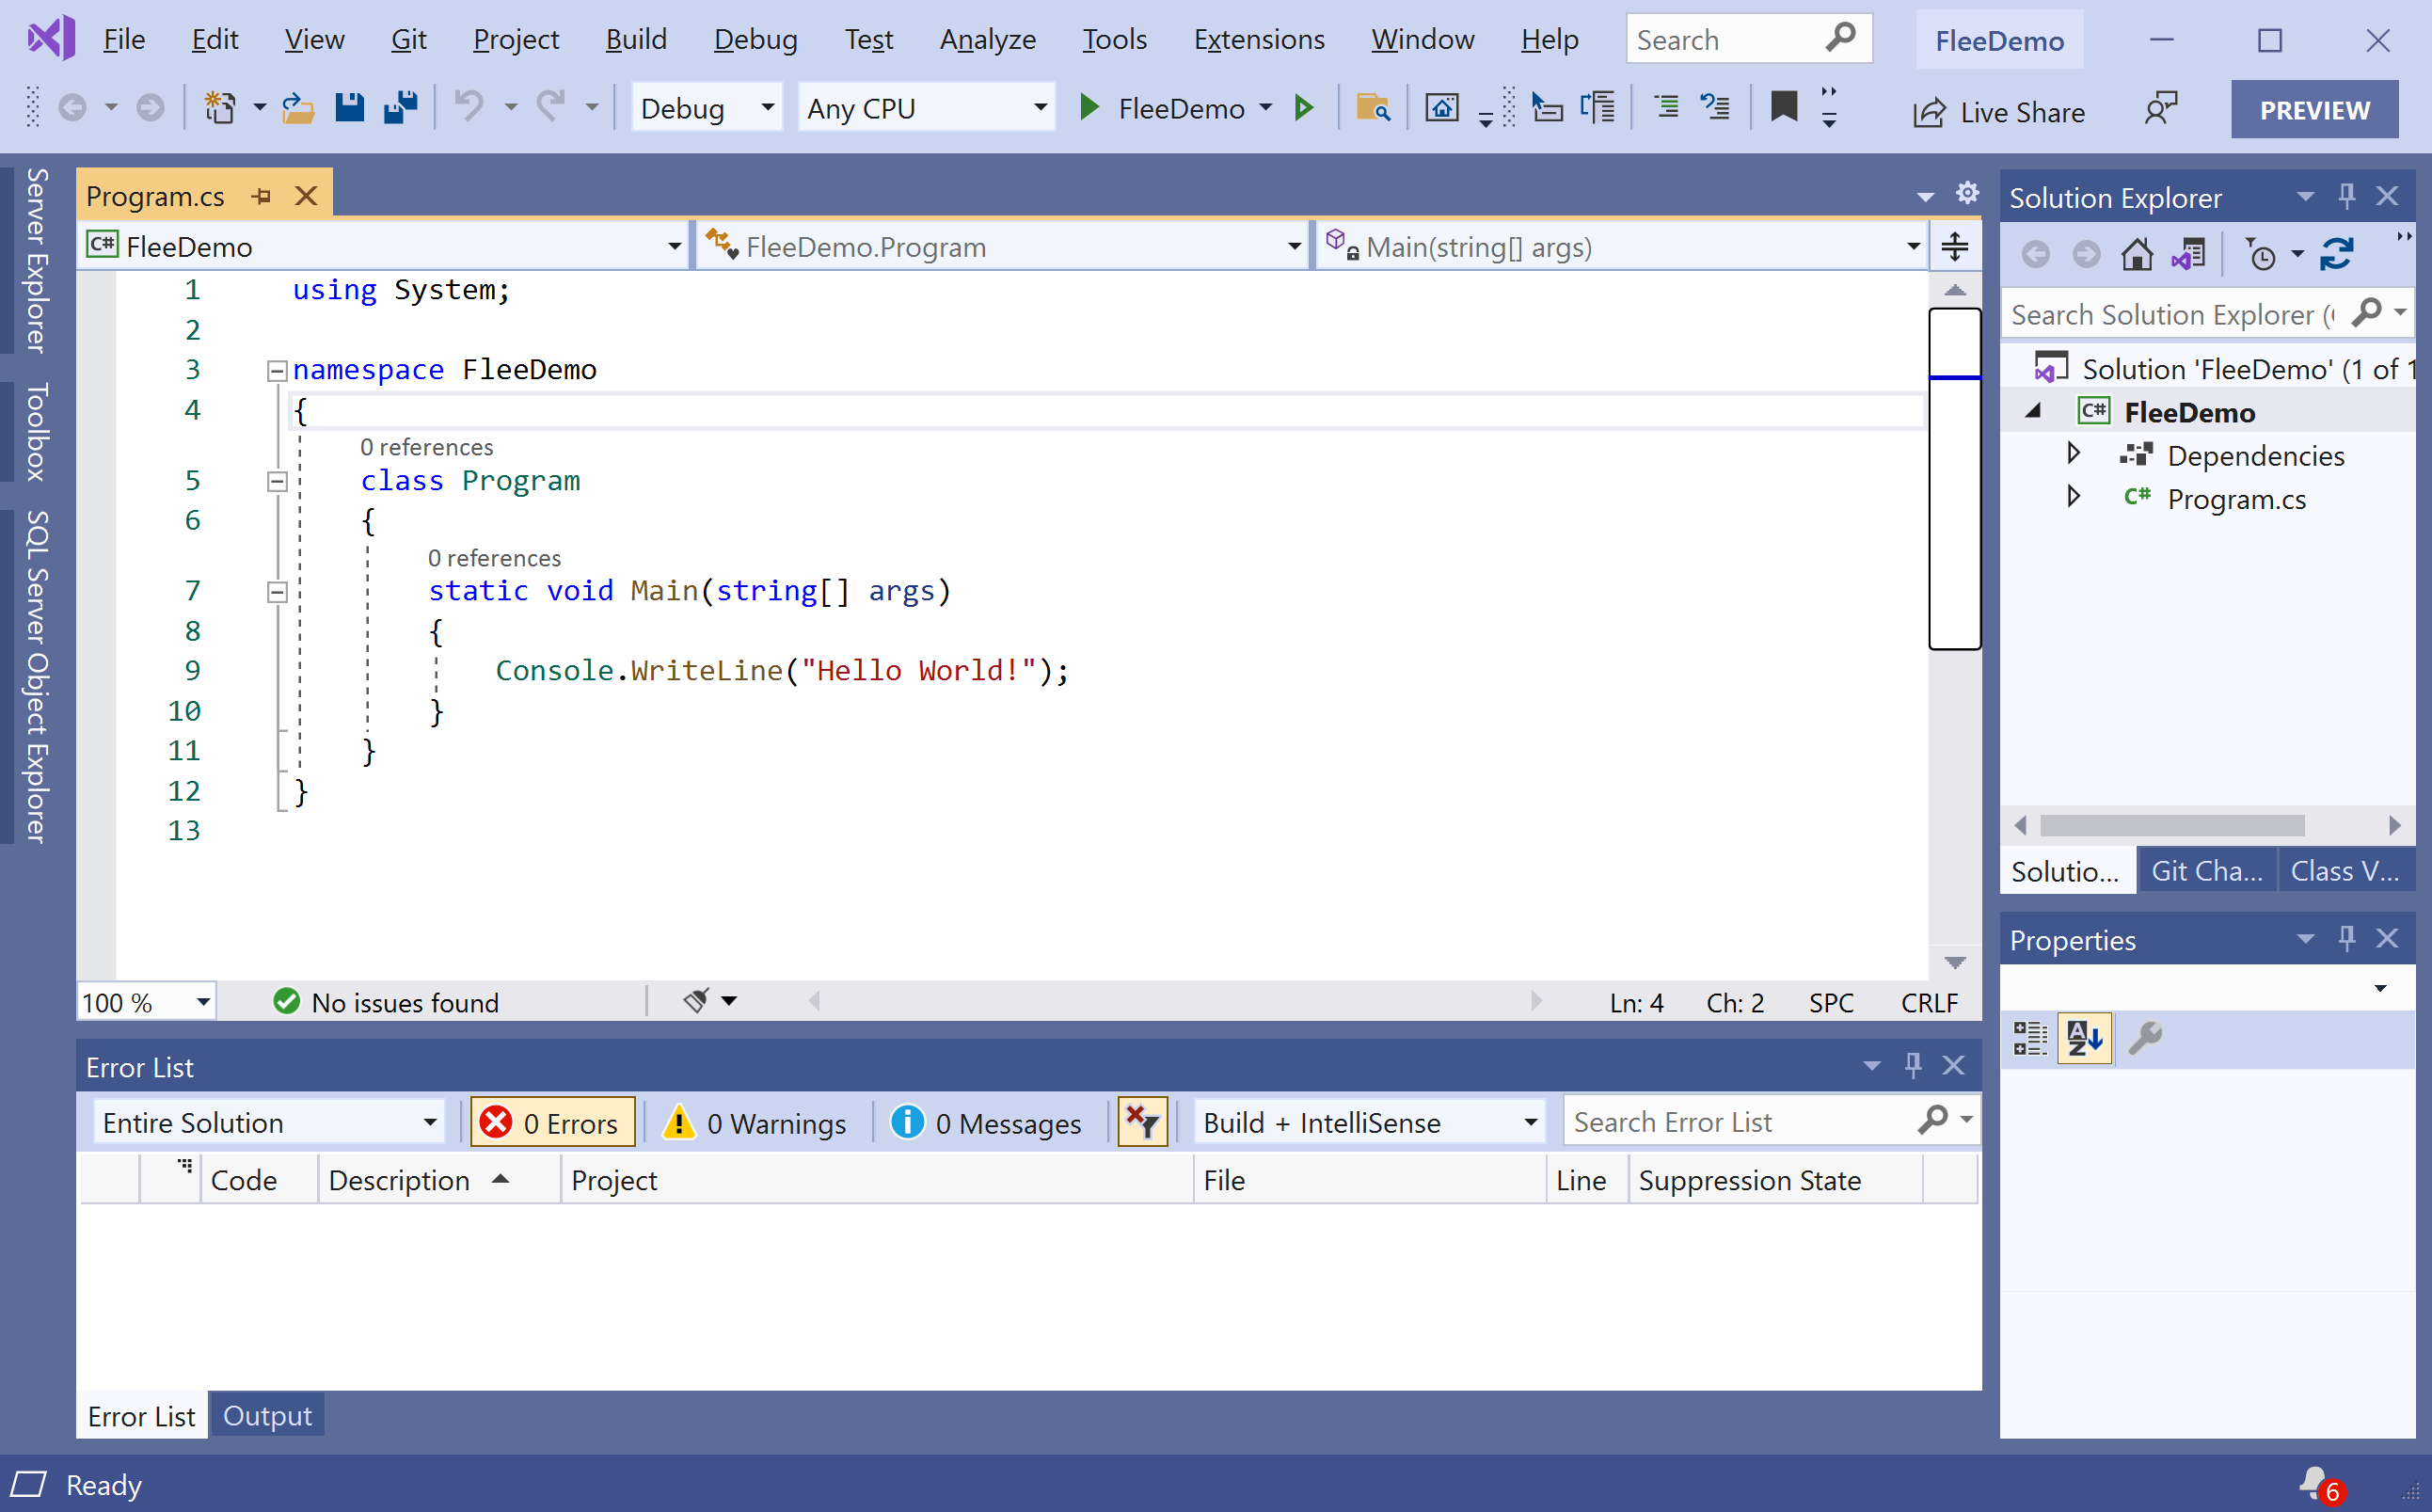 File Edit View Git Project Build Debug Test Analyze Tools Extensions Window Help Search FleeDemo
Debug Any CPU FleeDemo Live Share PREVIEW
Server Explorer
Toolbox
SQL Server Object Explorer
Program.cs
C# FleeDemo FleeDemo.Program Main(string[] args)
1 using System;
2
3 namespace FleeDemo
4 {
0 references
5 class Program
6 {
0 references
7 static void Main(string[] args)
8 {
9 Console.WriteLine("Hello World!");
10 }
11 }
12 }
13
100 % No issues found Ln: 4 Ch: 2 SPC CRLF
Error List
Entire Solution 0 Errors 0 Warnings 0 Messages Build + IntelliSense Search Error List
Code Description Project File Line Suppression State
Error List Output
Solution Explorer
Search Solution Explorer (
Solution 'FleeDemo' (1 of 1
C# FleeDemo
Dependencies
C# Program.cs
Solutio... Git Cha... Class V...
Properties
AZ
Ready 6